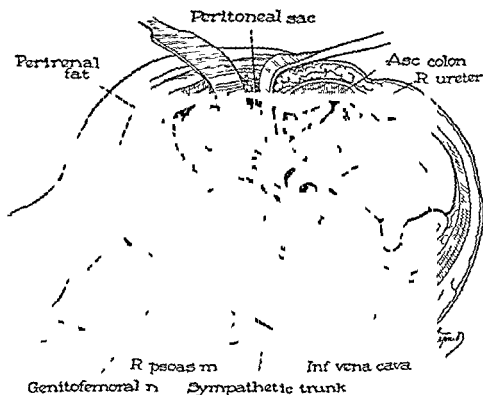 Peritoneal sac
Perirenal
fat
Asc colon
R ureter
R psoas m
Inf vena cava
Genitofemoral n
Sympathetic trunk